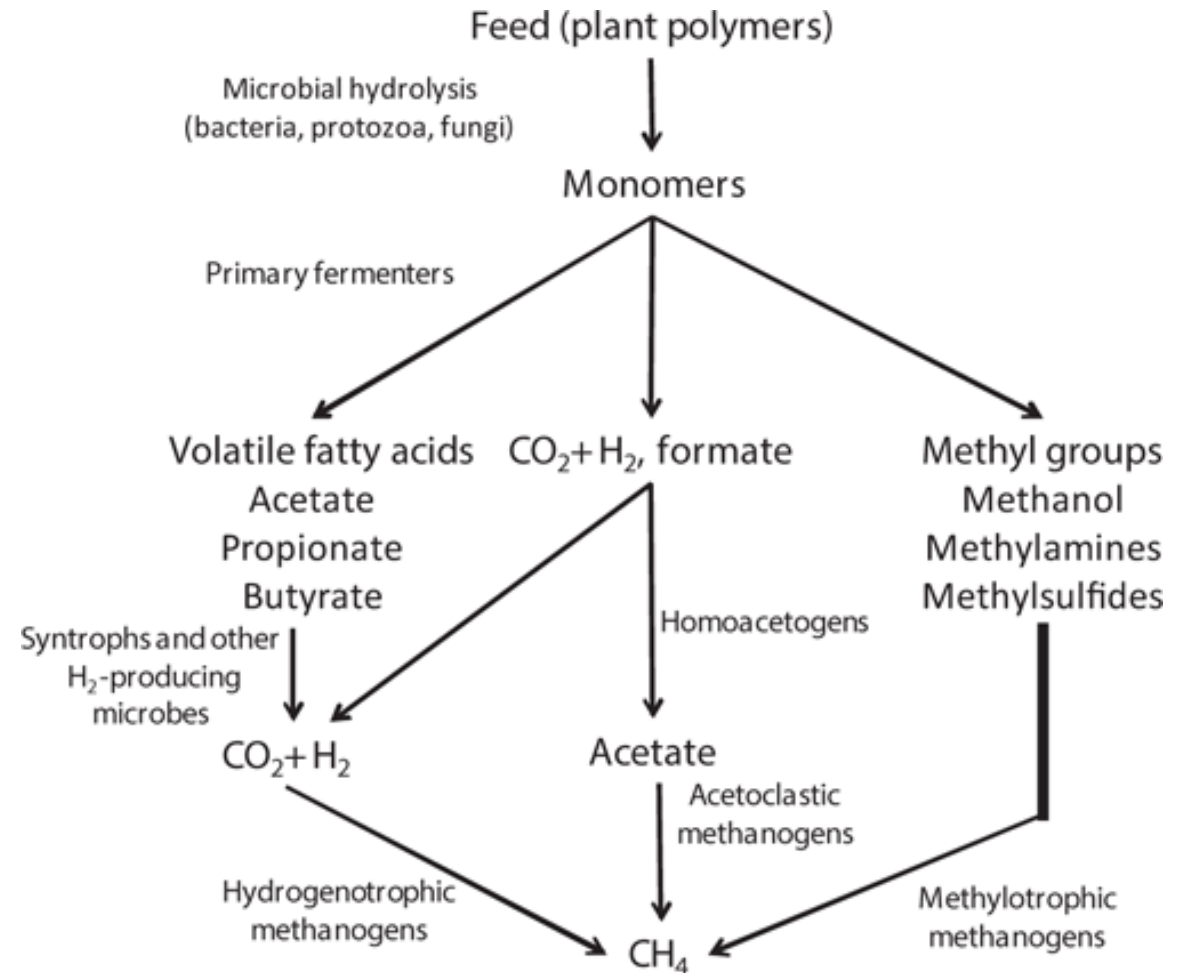 Feed (plant polymers)
Microbial hydrolysis
(bacteria, protozoa, fungi)
Monomers
Primary fermenters
Volatile fatty acids
Acetate
Propionate
Butyrate
CO₂+H₂, formate
Methyl groups
Methanol
Methylamines
Methylsulfides
Syntrophs and other
H₂-producing
microbes
Homoacetogens
CO₂+H₂
Acetate
Acetoclastic
methanogens
Hydrogenotrophic
methanogens
Methylotrophic
methanogens
CH₄